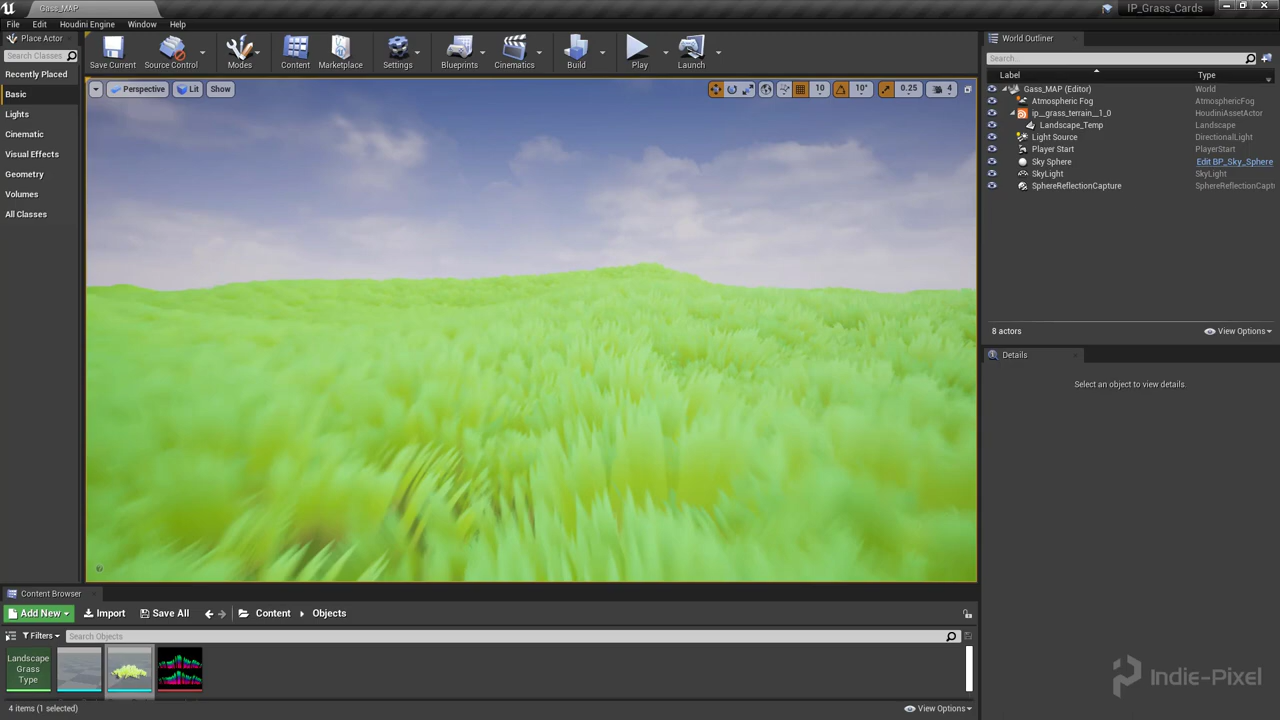 Gass_MAP
IP_Grass_Cards
File Edit Houdini Engine Window Help
Place Actor
Search Classes
Recently Placed
Basic
Lights
Cinematic
Visual Effects
Geometry
Volumes
All Classes
Save Current Source Control Modes Content Marketplace Settings Blueprints Cinematics Build Play Launch
Perspective Lit Show 10 10° 0.25 4
World Outliner
Search...
Label Type
Gass_MAP (Editor) World
Atmospheric Fog AtmosphericFog
ip__grass_terrain__1_0 HoudiniAssetActor
Landscape_Temp Landscape
Light Source DirectionalLight
Player Start PlayerStart
Sky Sphere Edit BP_Sky_Sphere
SkyLight SkyLight
SphereReflectionCapture SphereReflectionCaptu
8 actors View Options
Details
Select an object to view details.
Content Browser
Add New Import Save All Content Objects
Filters Search Objects
Landscape
Grass
Type
4 items (1 selected) View Options
Indie-Pixel